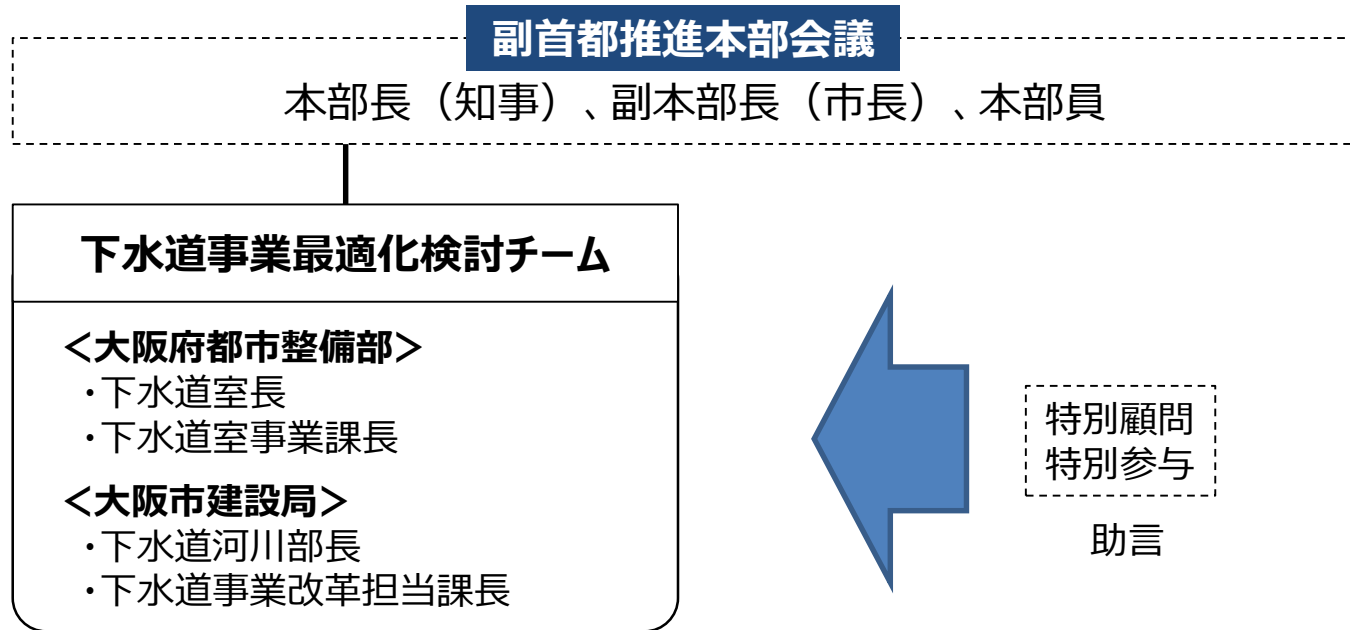 副首都推進本部会議
本部長（知事）、副本部長（市長）、本部員
下水道事業最適化検討チーム
＜大阪府都市整備部＞
・下水道室長
・下水道室事業課長
＜大阪市建設局＞
・下水道河川部長
・下水道事業改革担当課長
特別顧問
特別参与
助言